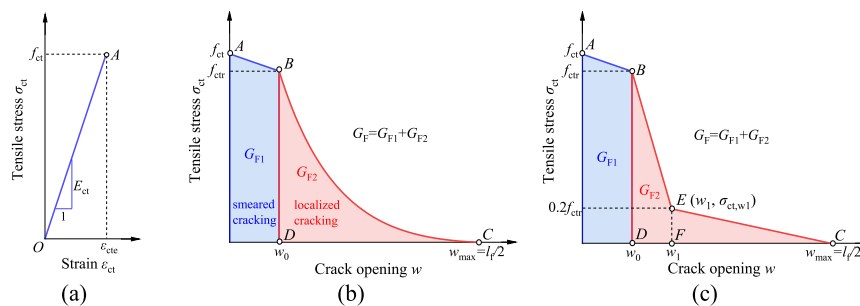 Tensile stress σct
fct
A
Ect
1
O
εcte
Strain εct
(a)
Tensile stress σct
fct
A
fctr
B
GF=GF1+GF2
GF1
GF2
smeared
cracking
localized
cracking
D
C
w0
wmax=lf/2
Crack opening w
(b)
Tensile stress σct
fct
A
fctr
B
GF=GF1+GF2
GF1
GF2
0.2fctr
E (w1, σct,w1)
D
F
C
w0
w1
wmax=lf/2
Crack opening w
(c)